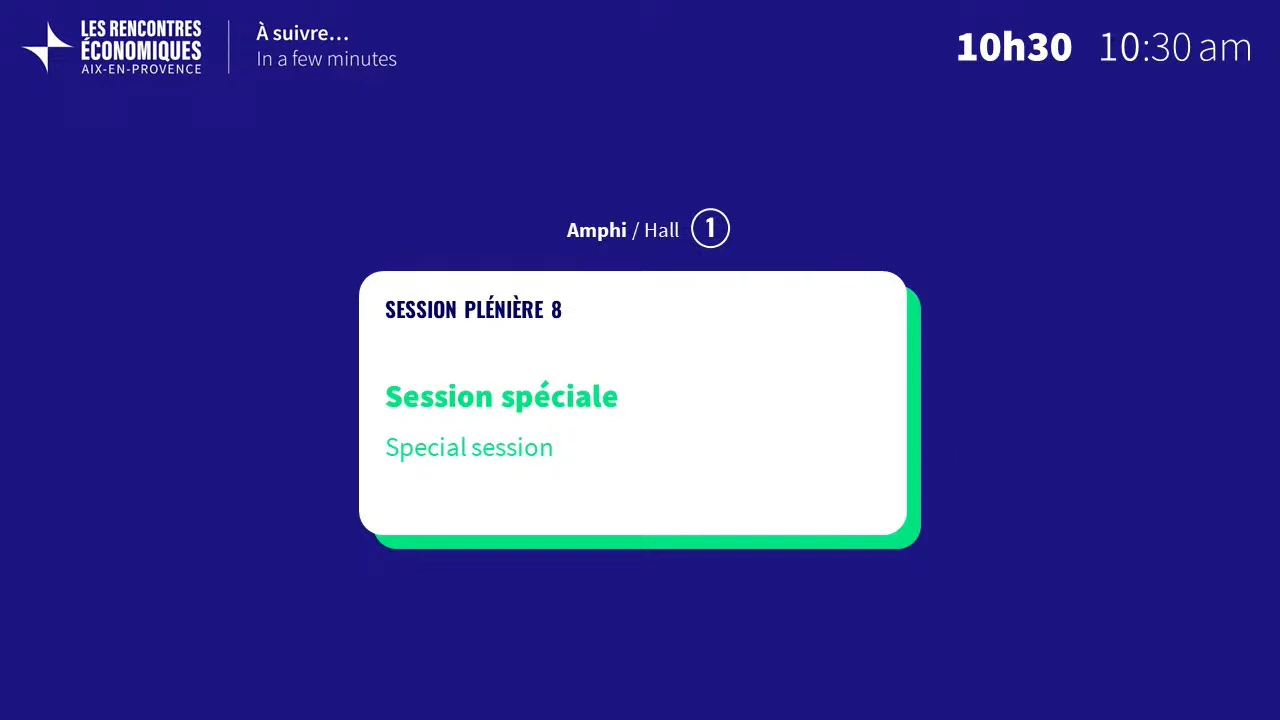 LES RENCONTRES
ÉCONOMIQUES
AIX-EN-PROVENCE
À suivre...
In a few minutes
10h30 10:30 am
Amphi / Hall 1
SESSION PLÉNIÈRE 8
Session spéciale
Special session